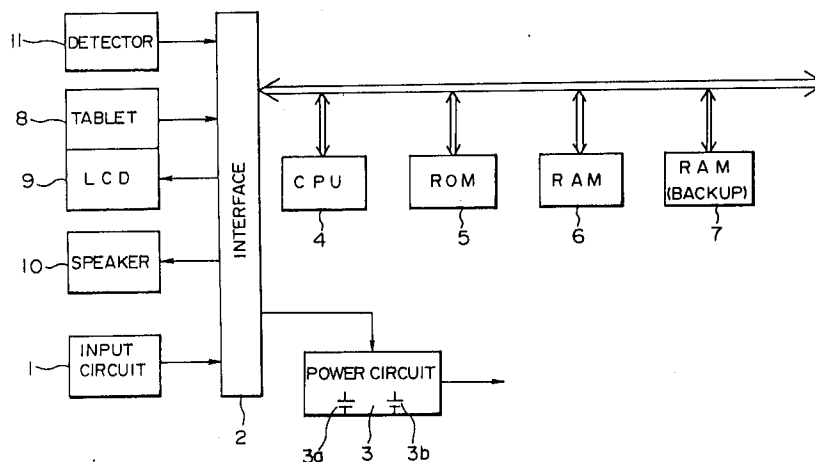 11 DETECTOR
8 TABLET
9 LCD
10 SPEAKER
1 INPUT
CIRCUIT
INTERFACE
2
CPU
4
ROM
5
RAM
6
RAM
(BACKUP)
7
POWER CIRCUIT
3a 3 3b